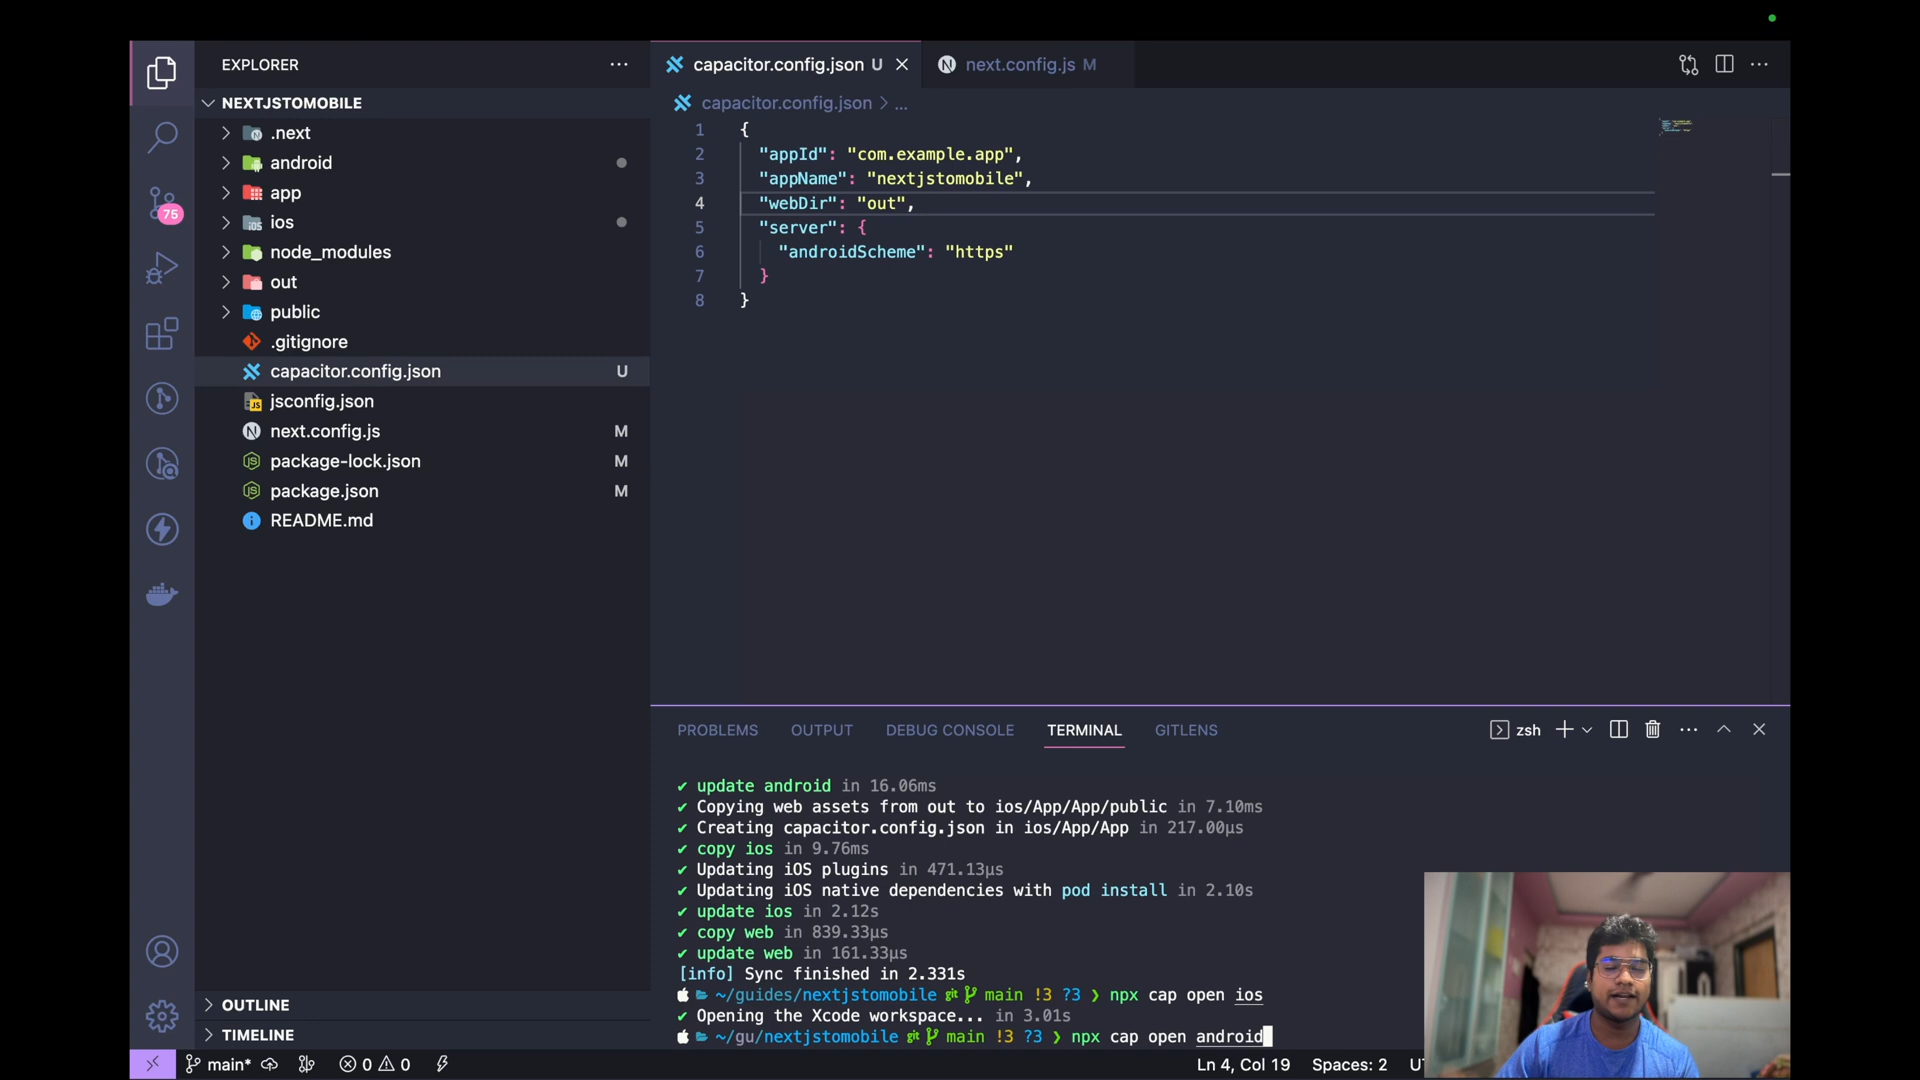 EXPLORER
NEXTJSTOMOBILE
.next
android
app
75
ios
node_modules
out
public
.gitignore
capacitor.config.json U
jsconfig.json
next.config.js M
package-lock.json M
package.json M
README.md
OUTLINE
TIMELINE
capacitor.config.json U
next.config.js M
capacitor.config.json > ...
1 {
2 "appId": "com.example.app",
3 "appName": "nextjstomobile",
4 "webDir": "out",
5 "server": {
6 "androidScheme": "https"
7 }
8 }
PROBLEMS OUTPUT DEBUG CONSOLE TERMINAL GITLENS
zsh
✔ update android in 16.06ms
✔ Copying web assets from out to ios/App/App/public in 7.10ms
✔ Creating capacitor.config.json in ios/App/App in 217.00μs
✔ copy ios in 9.76ms
✔ Updating iOS plugins in 471.13μs
✔ Updating iOS native dependencies with pod install in 2.10s
✔ update ios in 2.12s
✔ copy web in 839.33μs
✔ update web in 161.33μs
[info] Sync finished in 2.331s
~/guides/nextjstomobile git main !3 ?3 ❯ npx cap open ios
✔ Opening the Xcode workspace... in 3.01s
~/gu/nextjstomobile git main !3 ?3 ❯ npx cap open android
main* 0 0
Ln 4, Col 19 Spaces: 2